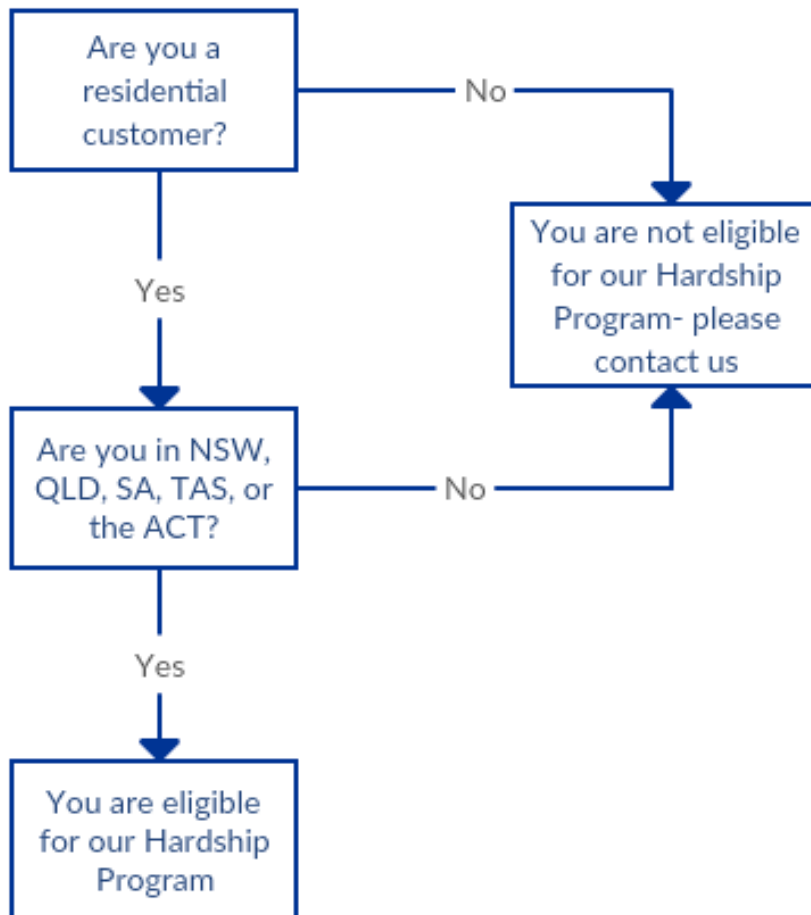 Are you a
residential
customer?
No
You are not eligible
for our Hardship
Program- please
contact us
Yes
Are you in NSW,
QLD, SA, TAS, or
the ACT?
No
Yes
You are eligible
for our Hardship
Program